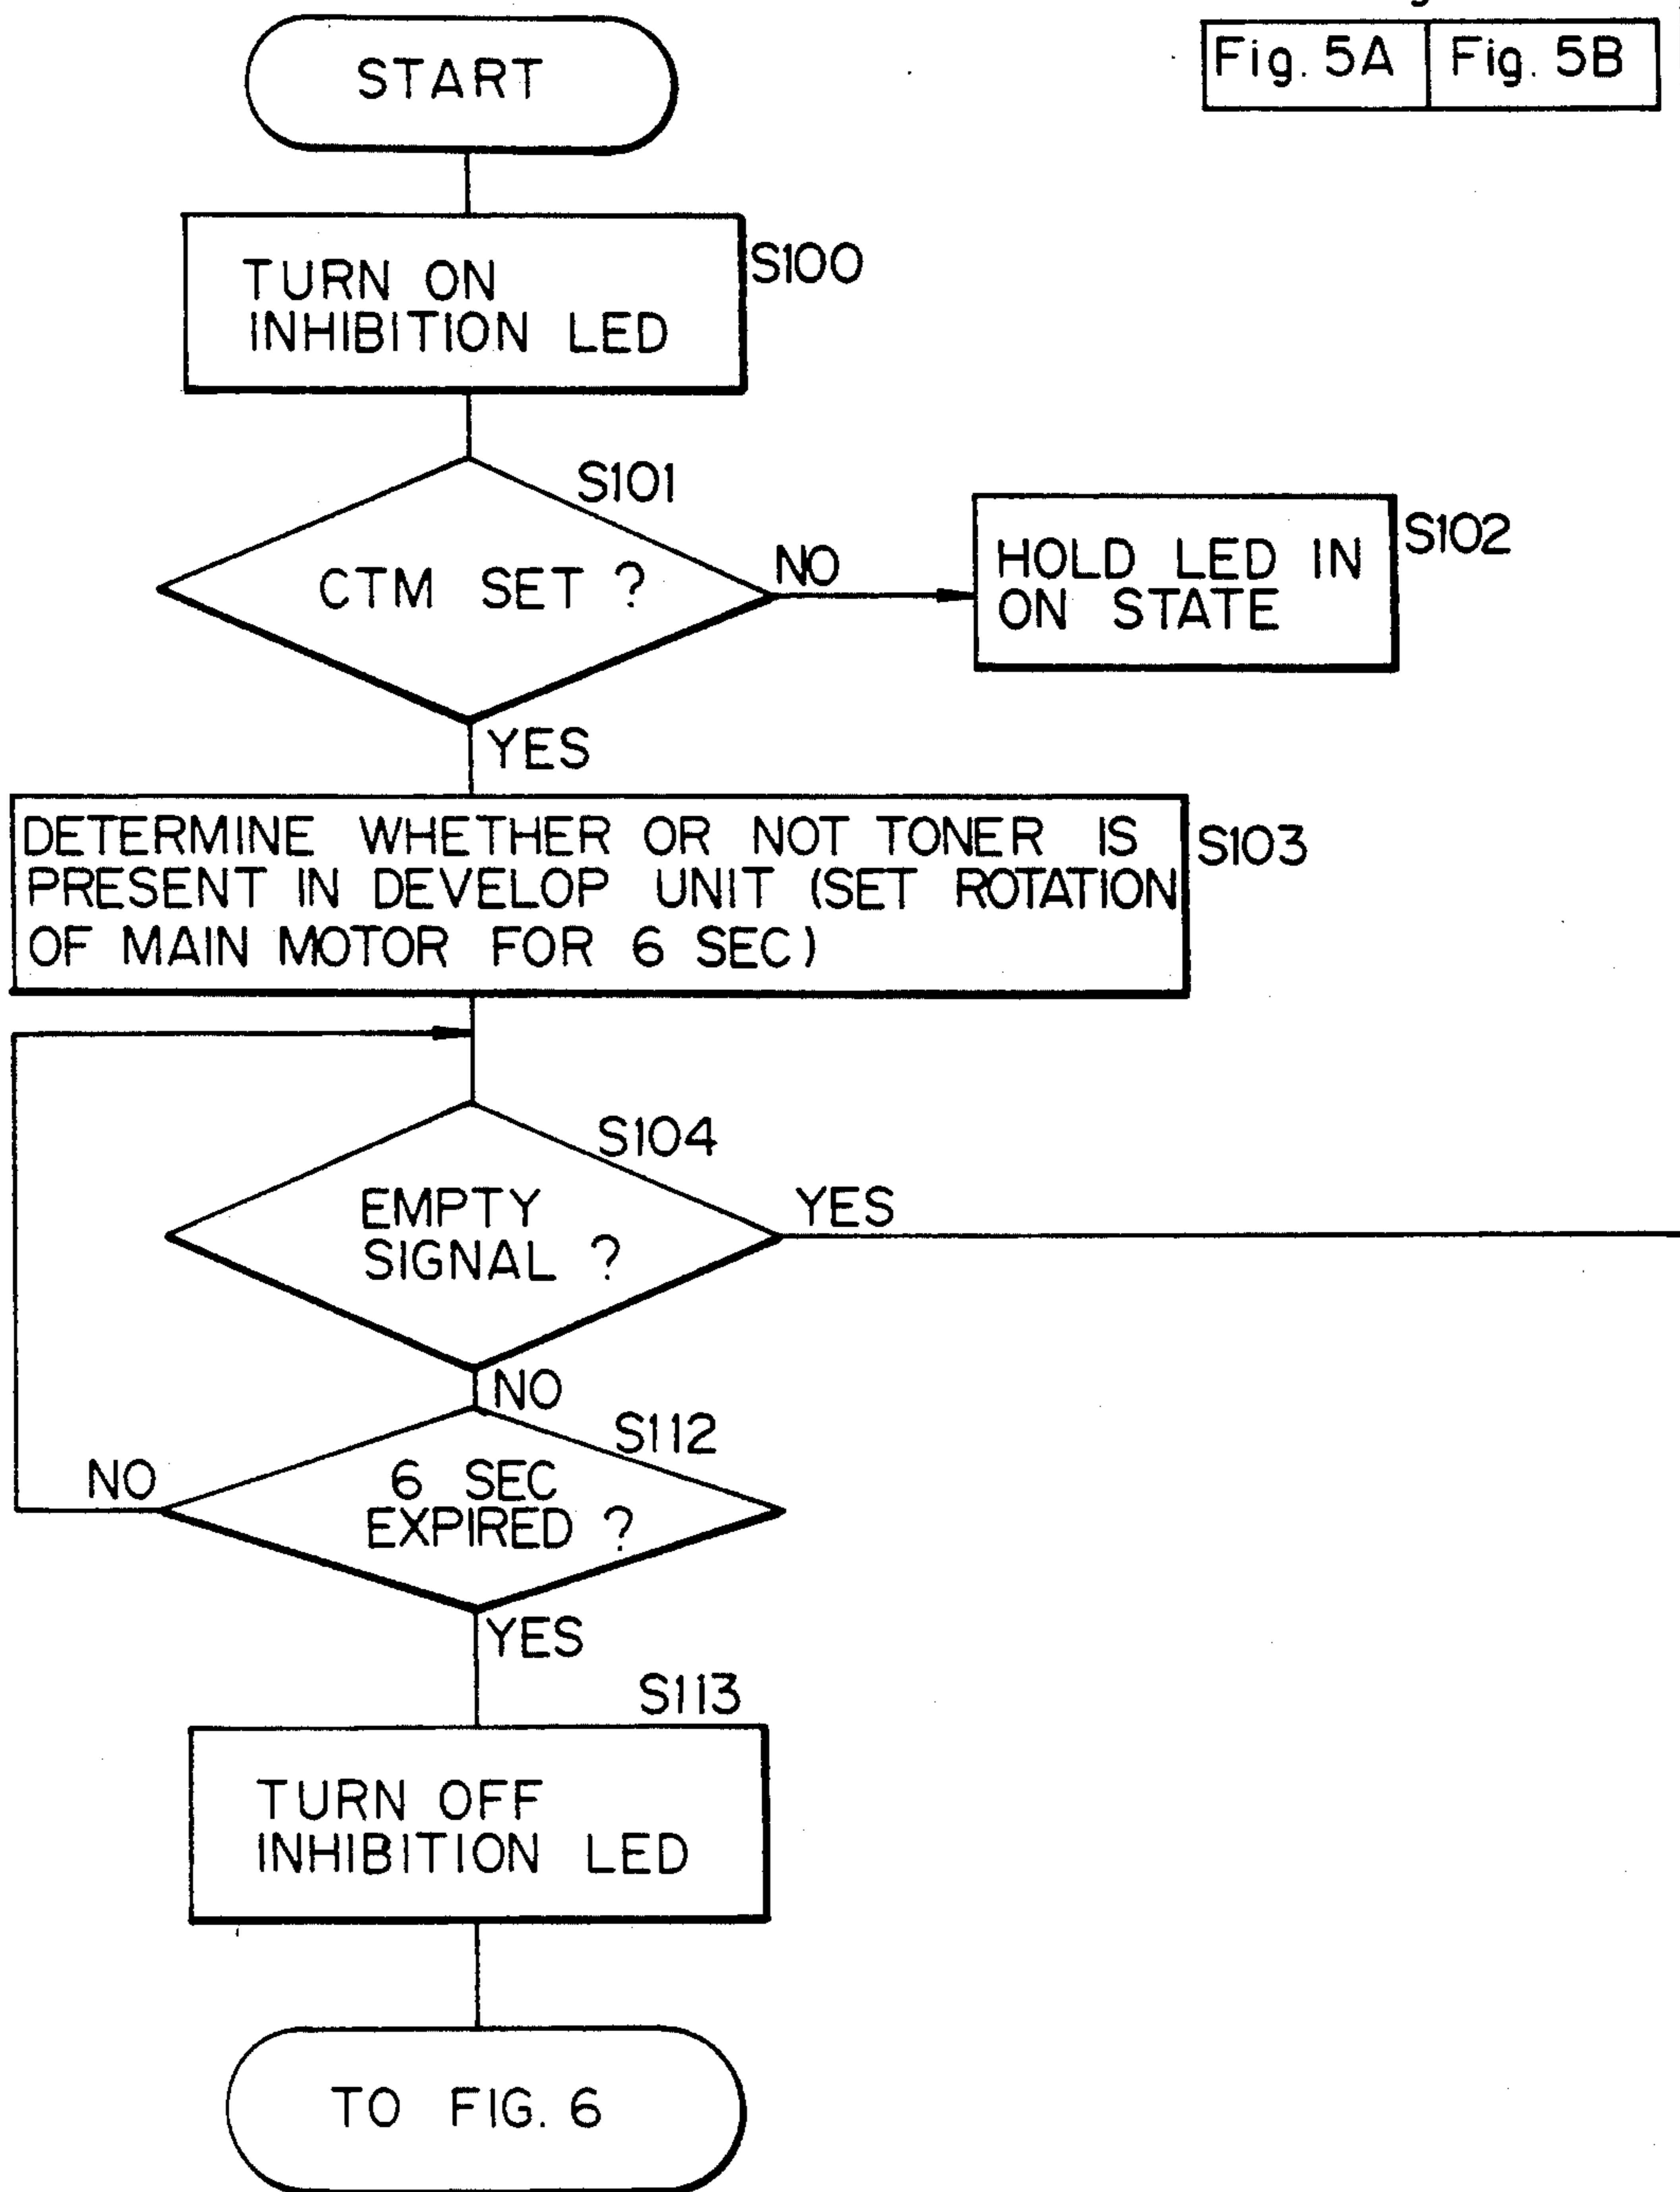 Fig. 5A Fig. 5B
START
TURN ON
INHIBITION LED
S100
S101
CTM SET ?
NO
HOLD LED IN
ON STATE
S102
YES
DETERMINE WHETHER OR NOT TONER IS
PRESENT IN DEVELOP UNIT (SET ROTATION
OF MAIN MOTOR FOR 6 SEC)
S103
S104
EMPTY
SIGNAL ?
YES
NO
S112
6 SEC
EXPIRED ?
NO
YES
S113
TURN OFF
INHIBITION LED
TO FIG. 6